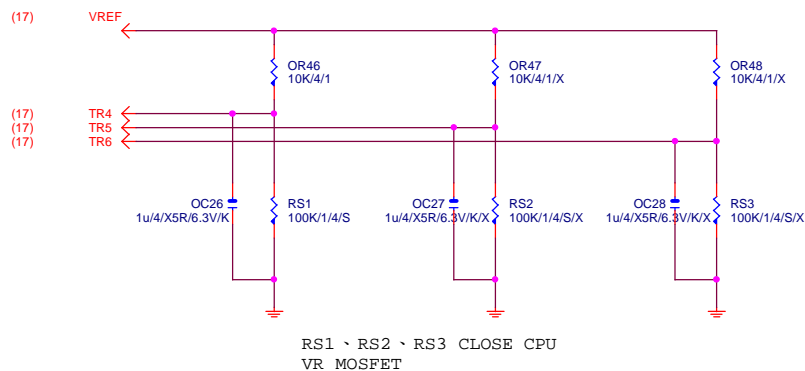 (17) VREF
OR46
10K/4/1
OR47
10K/4/1/X
OR48
10K/4/1/X
(17) TR4
(17) TR5
(17) TR6
OC26
1u/4/X5R/6.3V/K
RS1
100K/1/4/S
OC27
1u/4/X5R/6.3V/K/X
RS2
100K/1/4/S/X
OC28
1u/4/X5R/6.3V/K/X
RS3
100K/1/4/S/X
RS1、RS2、RS3 CLOSE CPU
VR MOSFET